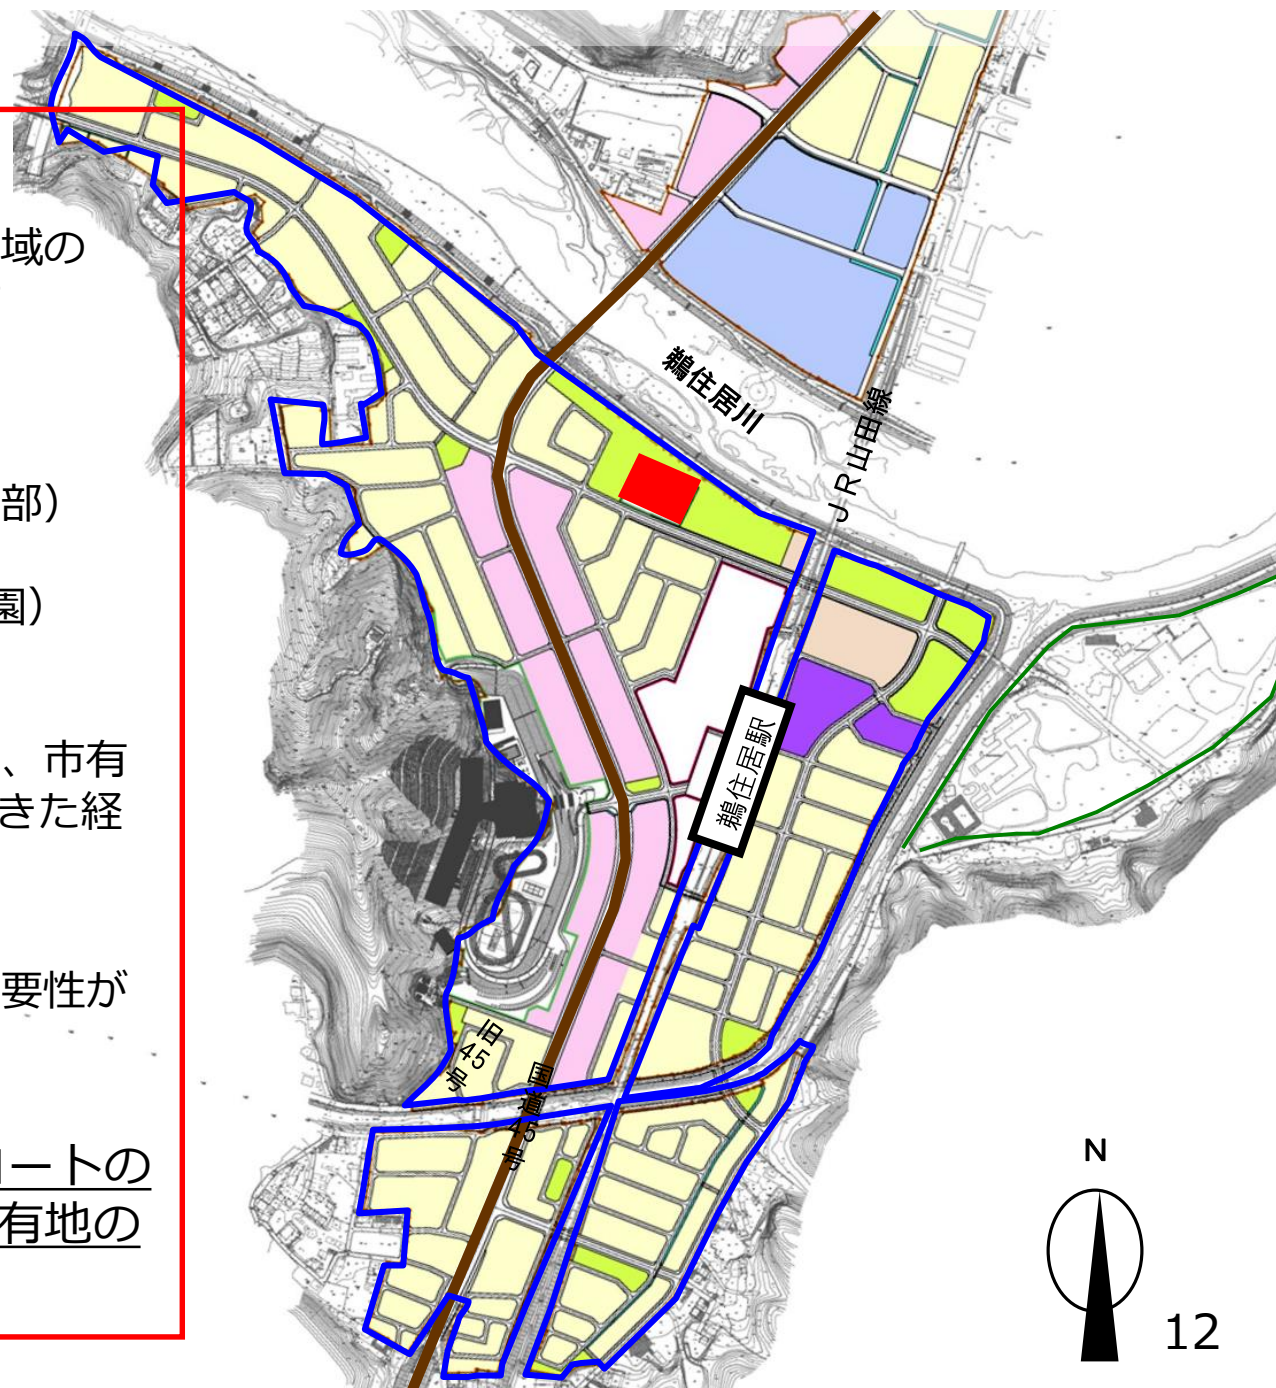 域の
部）
園）
、市有
きた経
要性が
コートの
有地の
鵜住居川
ＪＲ山田線
鵜住居駅
旧45号
国道45号
N
12